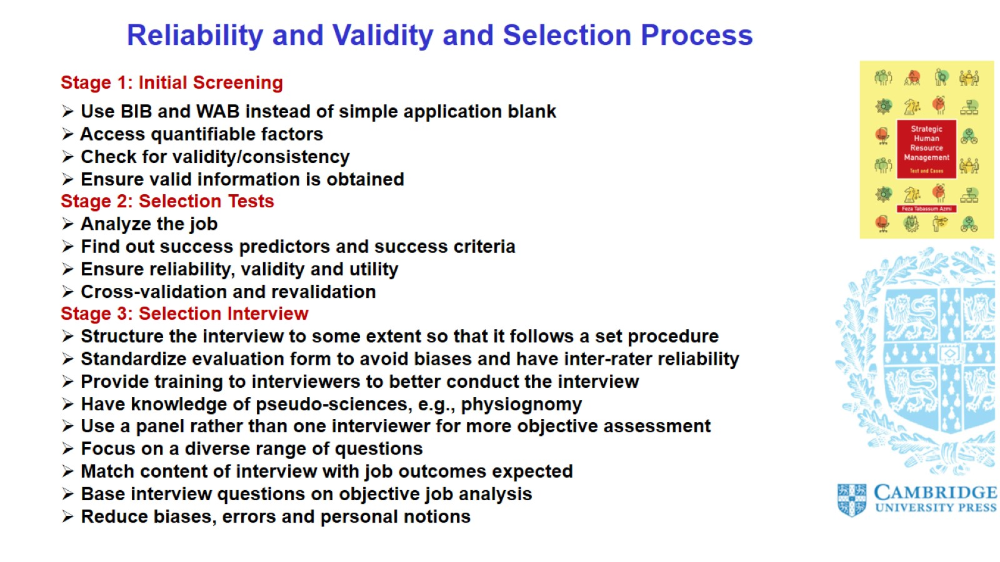 Reliability and Validity and Selection Process
Stage 1: Initial Screening
➢ Use BIB and WAB instead of simple application blank
➢ Access quantifiable factors
➢ Check for validity/consistency
➢ Ensure valid information is obtained
Stage 2: Selection Tests
➢ Analyze the job
➢ Find out success predictors and success criteria
➢ Ensure reliability, validity and utility
➢ Cross-validation and revalidation
Stage 3: Selection Interview
➢ Structure the interview to some extent so that it follows a set procedure
➢ Standardize evaluation form to avoid biases and have inter-rater reliability
➢ Provide training to interviewers to better conduct the interview
➢ Have knowledge of pseudo-sciences, e.g., physiognomy
➢ Use a panel rather than one interviewer for more objective assessment
➢ Focus on a diverse range of questions
➢ Match content of interview with job outcomes expected
➢ Base interview questions on objective job analysis
➢ Reduce biases, errors and personal notions
Strategic
Human
Resource
Management
Text and Cases
Feza Tabassum Azmi
CAMBRIDGE
UNIVERSITY PRESS